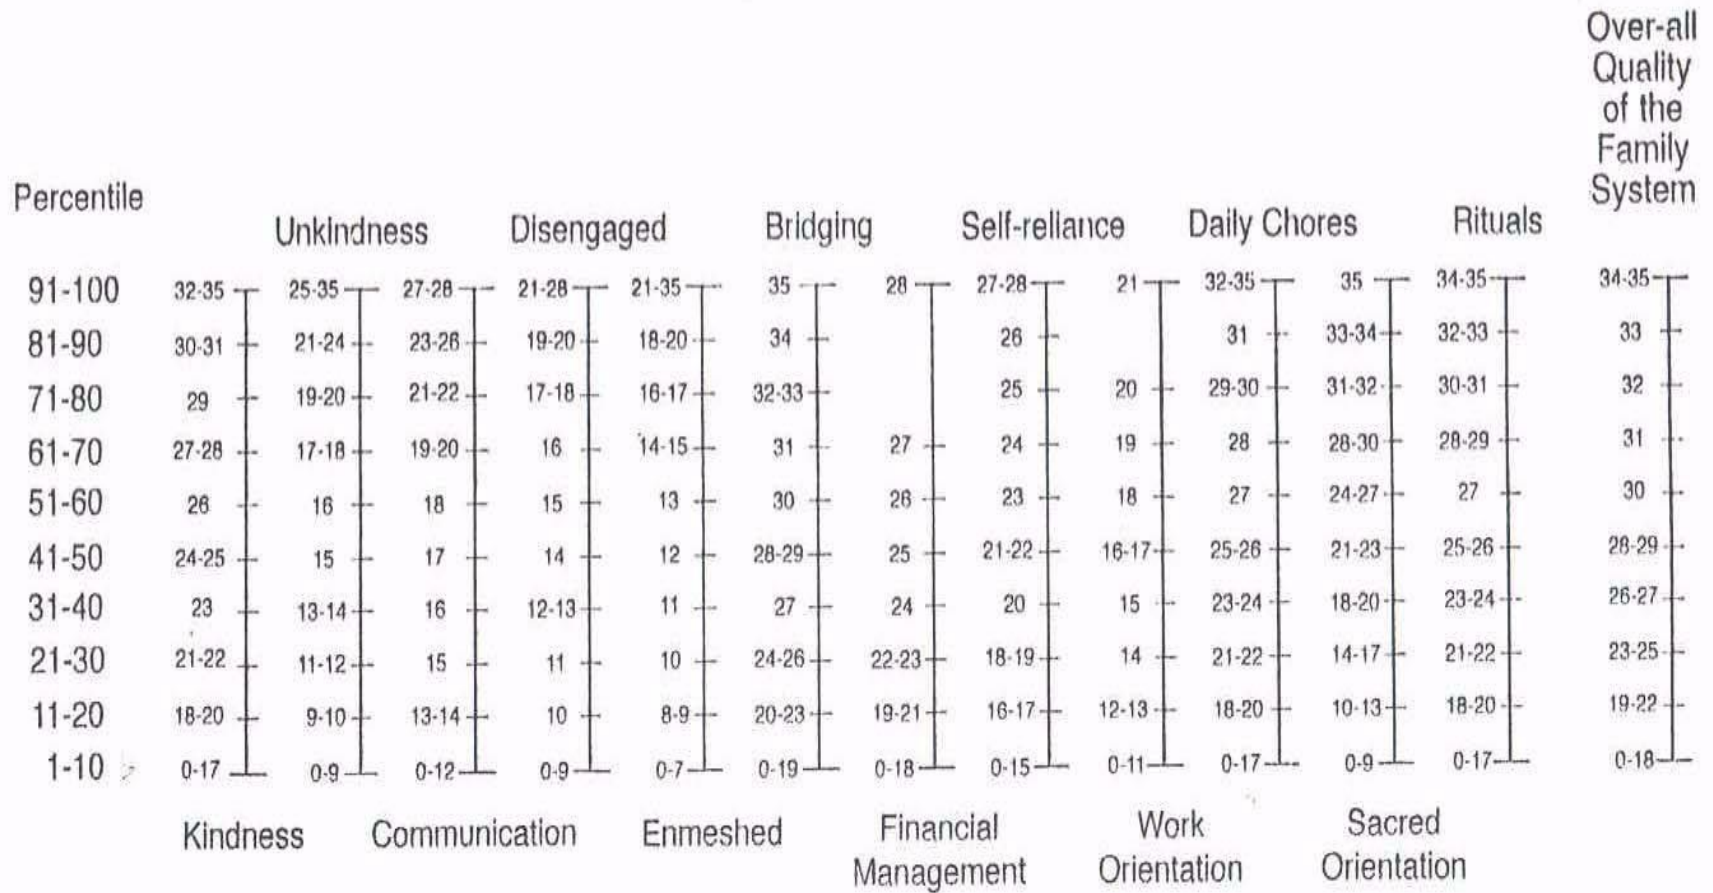 Over-all
Quality
of the
Family
System
Percentile
Unkindness Disengaged Bridging Self-reliance Daily Chores Rituals
91-100 32-35 25-35 27-28 21-28 21-35 35 28 27-28 21 32-35 35 34-35 34-35
81-90 30-31 21-24 23-26 19-20 18-20 34 26 31 33-34 32-33 33
71-80 29 19-20 21-22 17-18 16-17 32-33 25 20 29-30 31-32 30-31 32
61-70 27-28 17-18 19-20 16 14-15 31 27 24 19 28 28-30 28-29 31
51-60 26 16 18 15 13 30 26 23 18 27 24-27 27 30
41-50 24-25 15 17 14 12 28-29 25 21-22 16-17 25-26 21-23 25-26 28-29
31-40 23 13-14 16 12-13 11 27 24 20 15 23-24 18-20 23-24 26-27
21-30 21-22 11-12 15 11 10 24-26 22-23 18-19 14 21-22 14-17 21-22 23-25
11-20 18-20 9-10 13-14 10 8-9 20-23 19-21 16-17 12-13 18-20 10-13 18-20 19-22
1-10 0-17 0-9 0-12 0-9 0-7 0-19 0-18 0-15 0-11 0-17 0-9 0-17 0-18
Kindness Communication Enmeshed Financial Work Sacred
Management Orientation Orientation